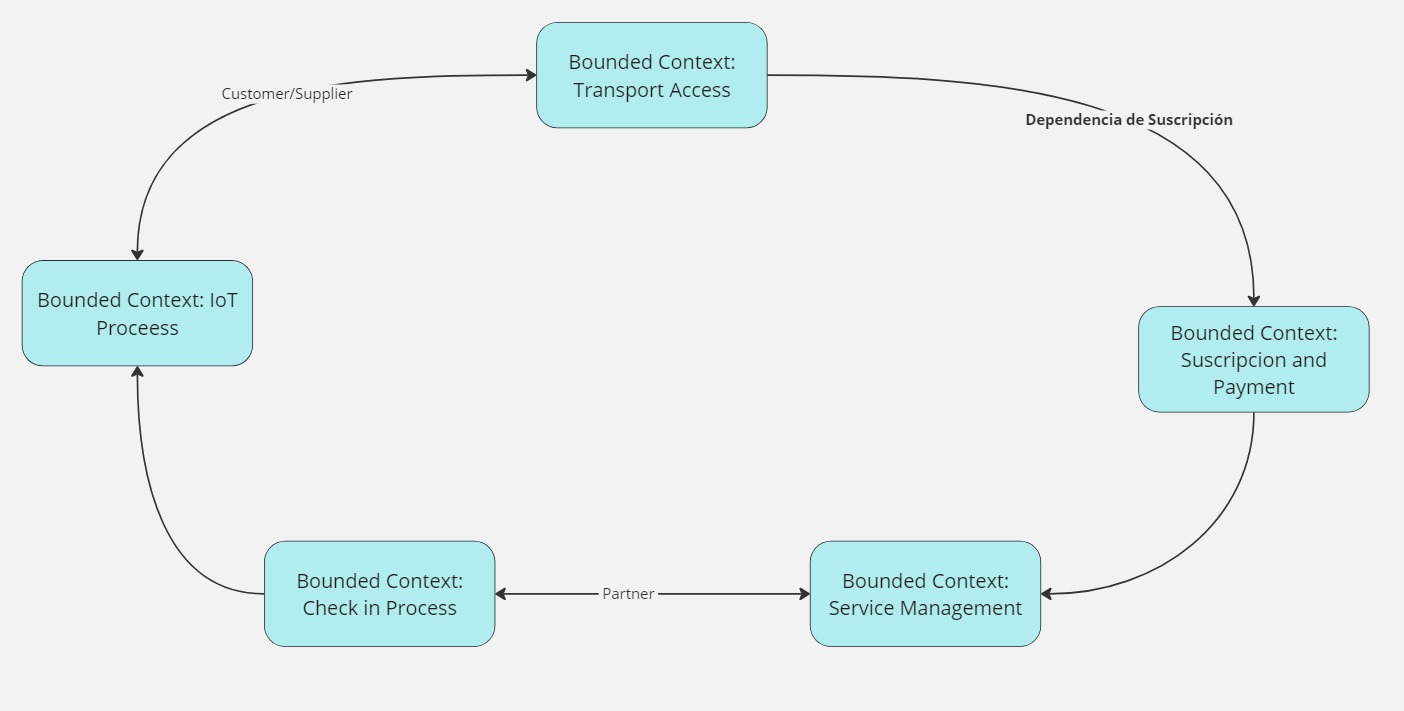 Bounded Context:
Transport Access
Customer/Supplier
Dependencia de Suscripción
Bounded Context: IoT
Proceess
Bounded Context:
Suscripcion and
Payment
Bounded Context:
Check in Process
Partner
Bounded Context:
Service Management